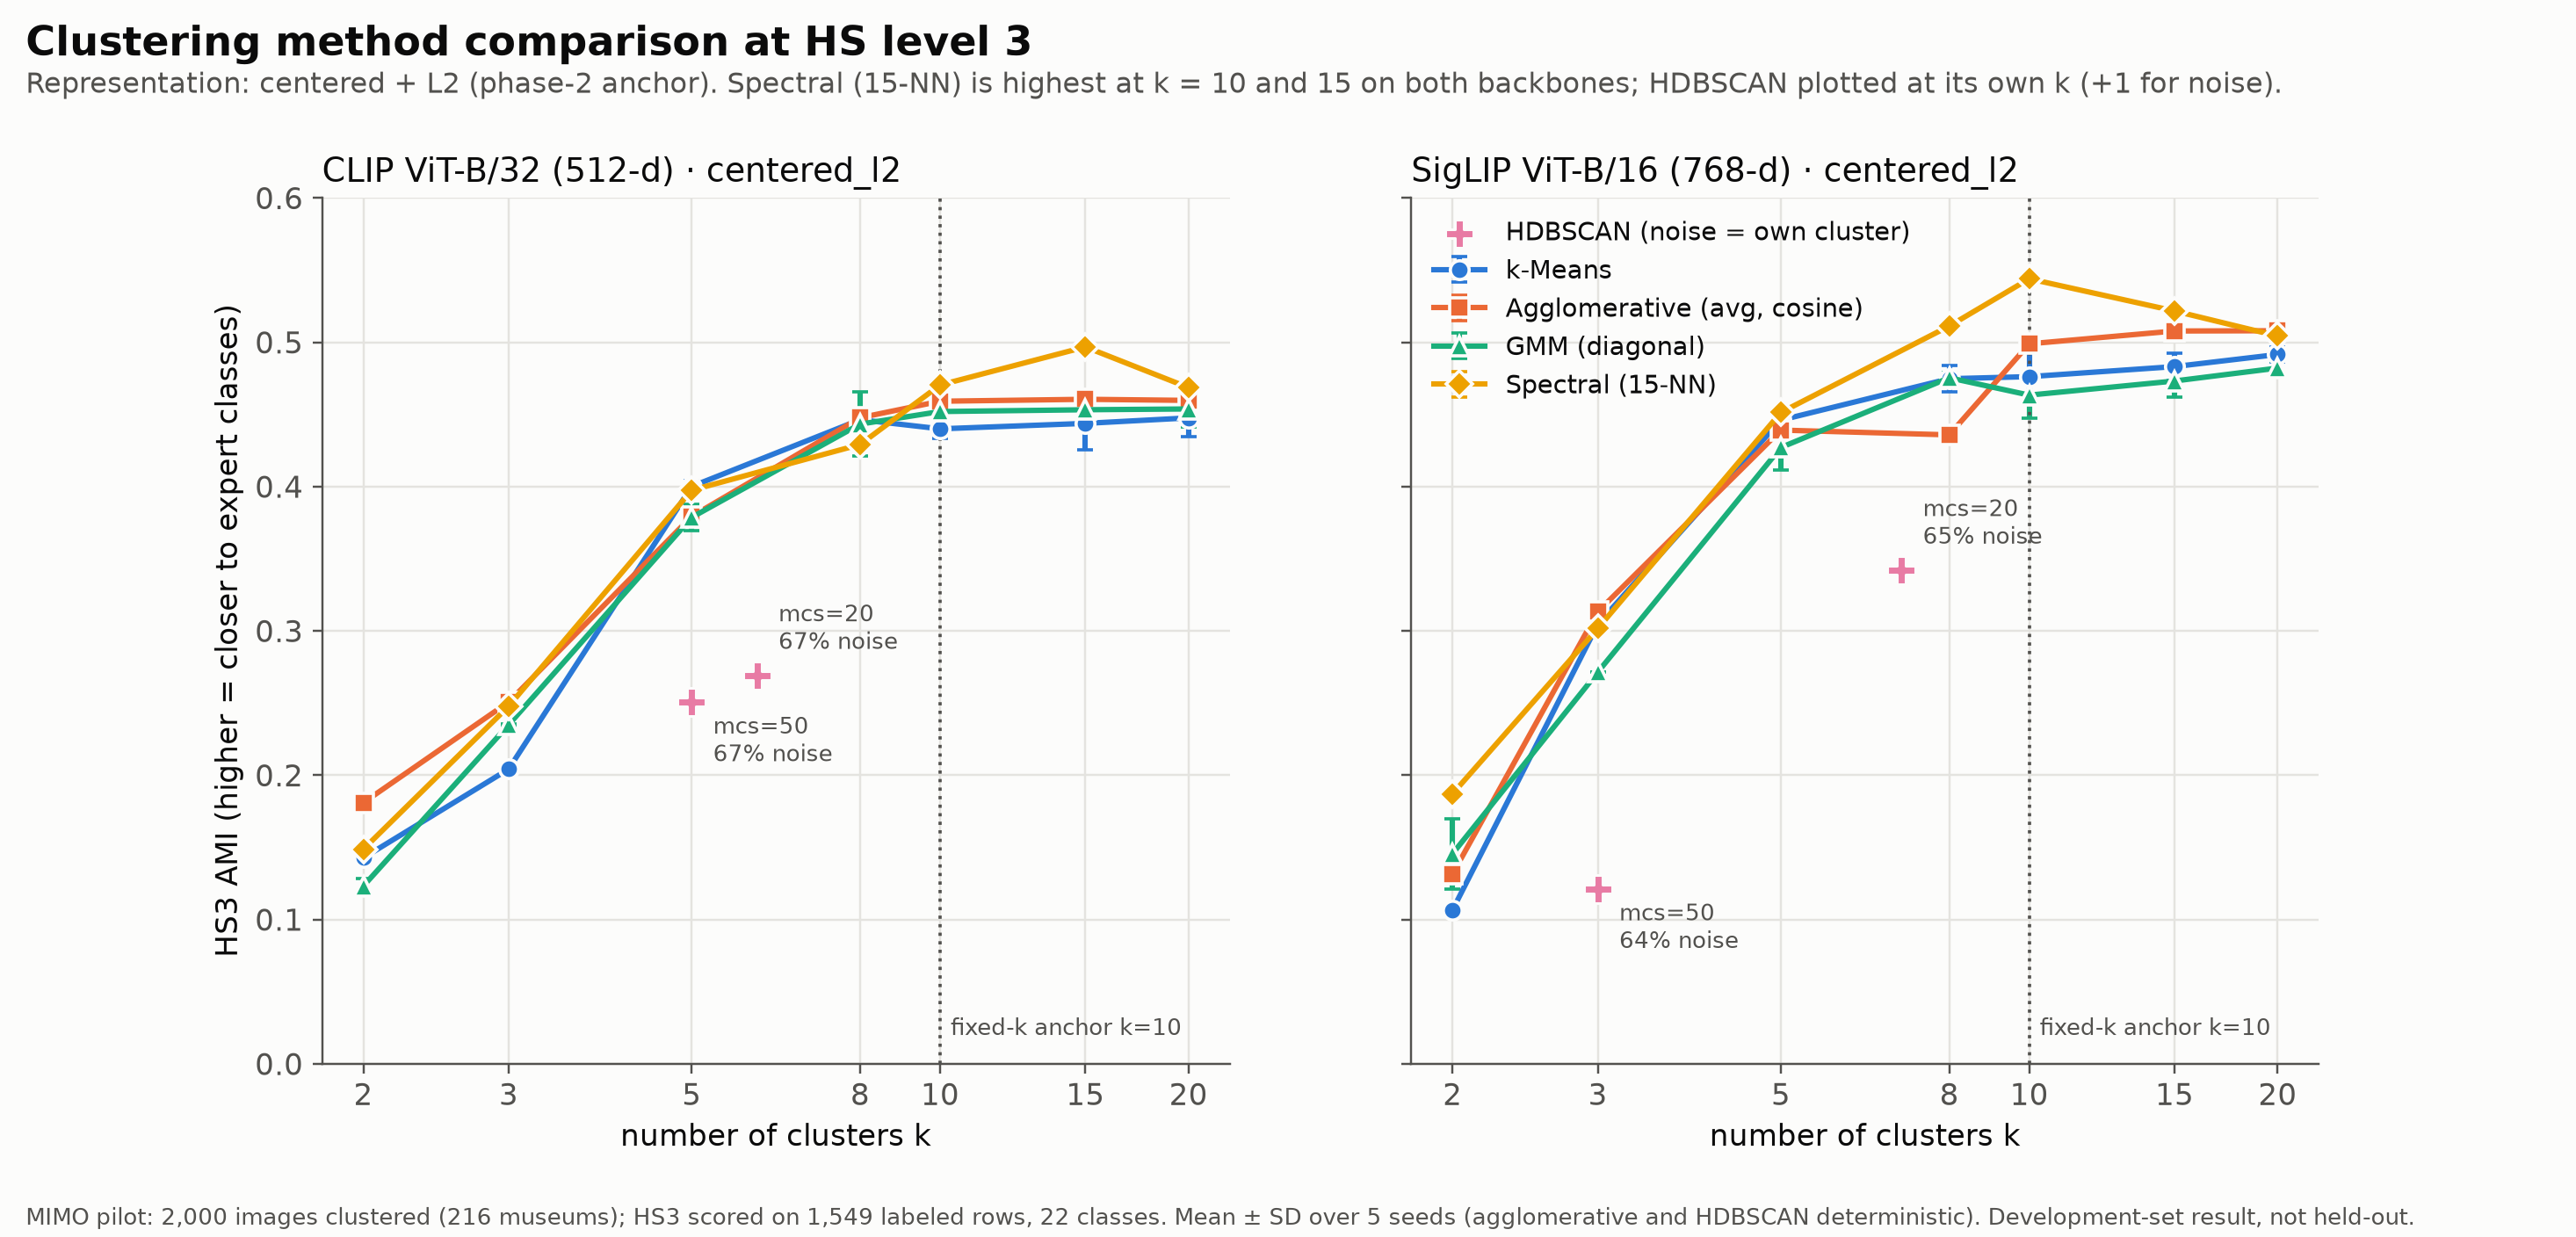 Clustering method comparison at HS level 3
Representation: centered + L2 (phase-2 anchor). Spectral (15-NN) is highest at k = 10 and 15 on both backbones; HDBSCAN plotted at its own k (+1 for noise).
CLIP ViT-B/32 (512-d) · centered_l2
HS3 AMI (higher = closer to expert classes)
0.6
0.5
0.4
0.3
0.2
0.1
0.0
mcs=20
67% noise
mcs=50
67% noise
fixed-k anchor k=10
2 3 5 8 10 15 20
number of clusters k
SigLIP ViT-B/16 (768-d) · centered_l2
HDBSCAN (noise = own cluster)
k-Means
Agglomerative (avg, cosine)
GMM (diagonal)
Spectral (15-NN)
mcs=20
65% noise
mcs=50
64% noise
fixed-k anchor k=10
2 3 5 8 10 15 20
number of clusters k
MIMO pilot: 2,000 images clustered (216 museums); HS3 scored on 1,549 labeled rows, 22 classes. Mean ± SD over 5 seeds (agglomerative and HDBSCAN deterministic). Development-set result, not held-out.